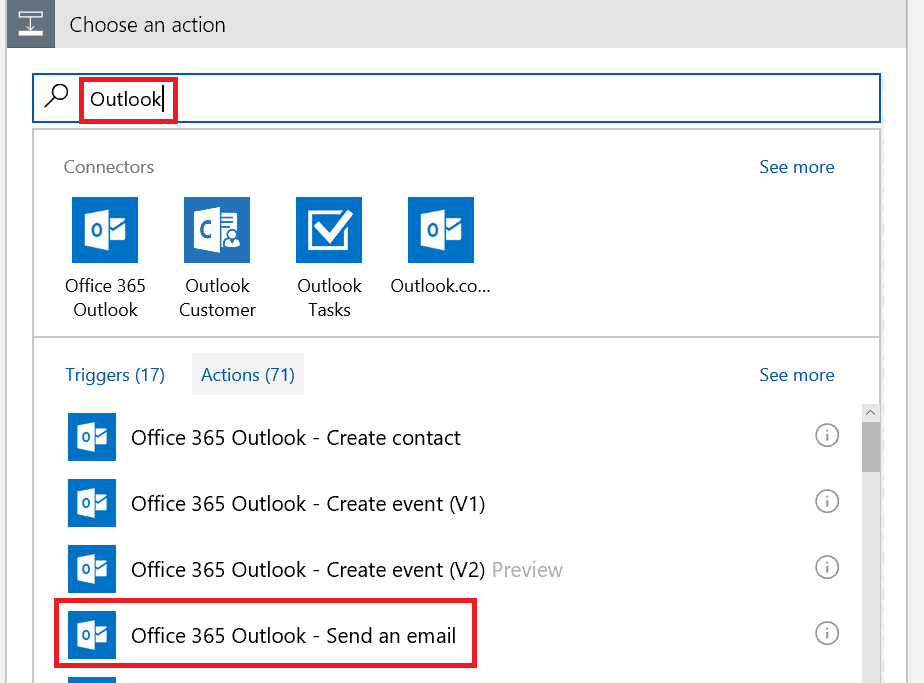 Choose an action
Outlook
Connectors
See more
Office 365
Outlook
Outlook
Customer
Outlook
Tasks
Outlook.co...
Triggers (17)
Actions (71)
See more
Office 365 Outlook - Create contact
Office 365 Outlook - Create event (V1)
Office 365 Outlook - Create event (V2) Preview
Office 365 Outlook - Send an email